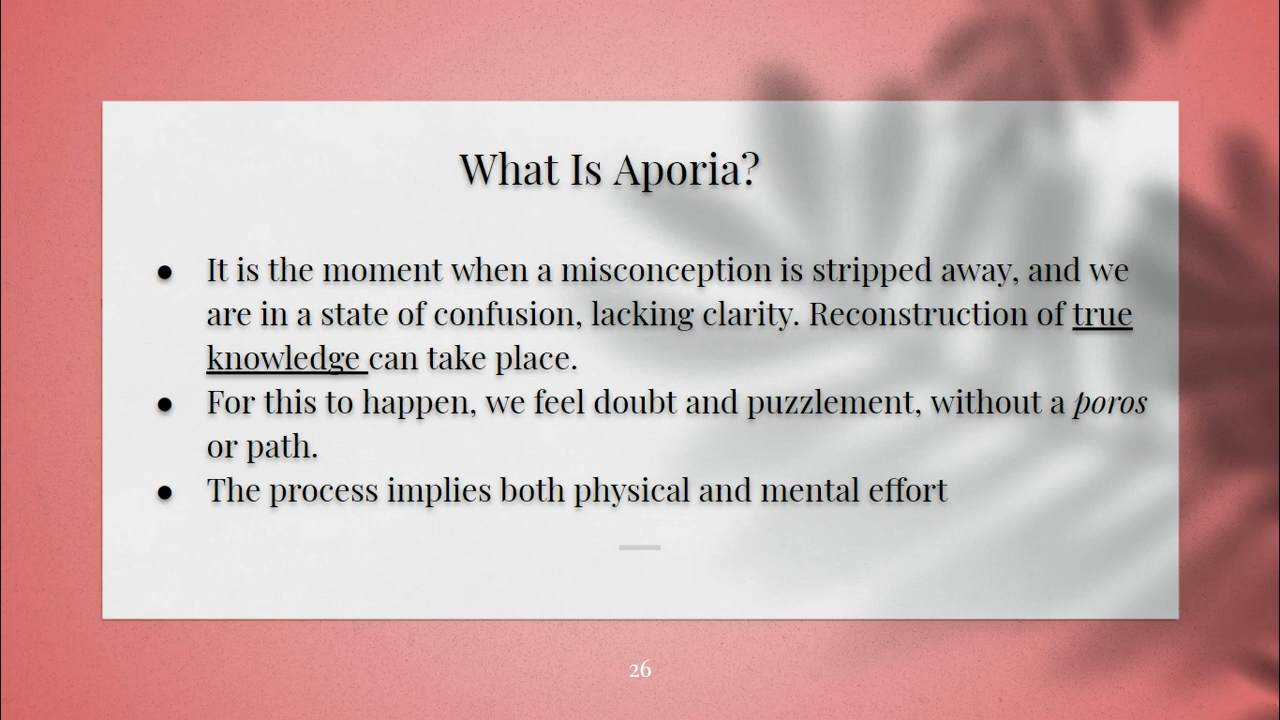 What Is Aporia?
● It is the moment when a misconception is stripped away, and we
are in a state of confusion, lacking clarity. Reconstruction of true
knowledge can take place.
● For this to happen, we feel doubt and puzzlement, without a poros
or path.
● The process implies both physical and mental effort
26